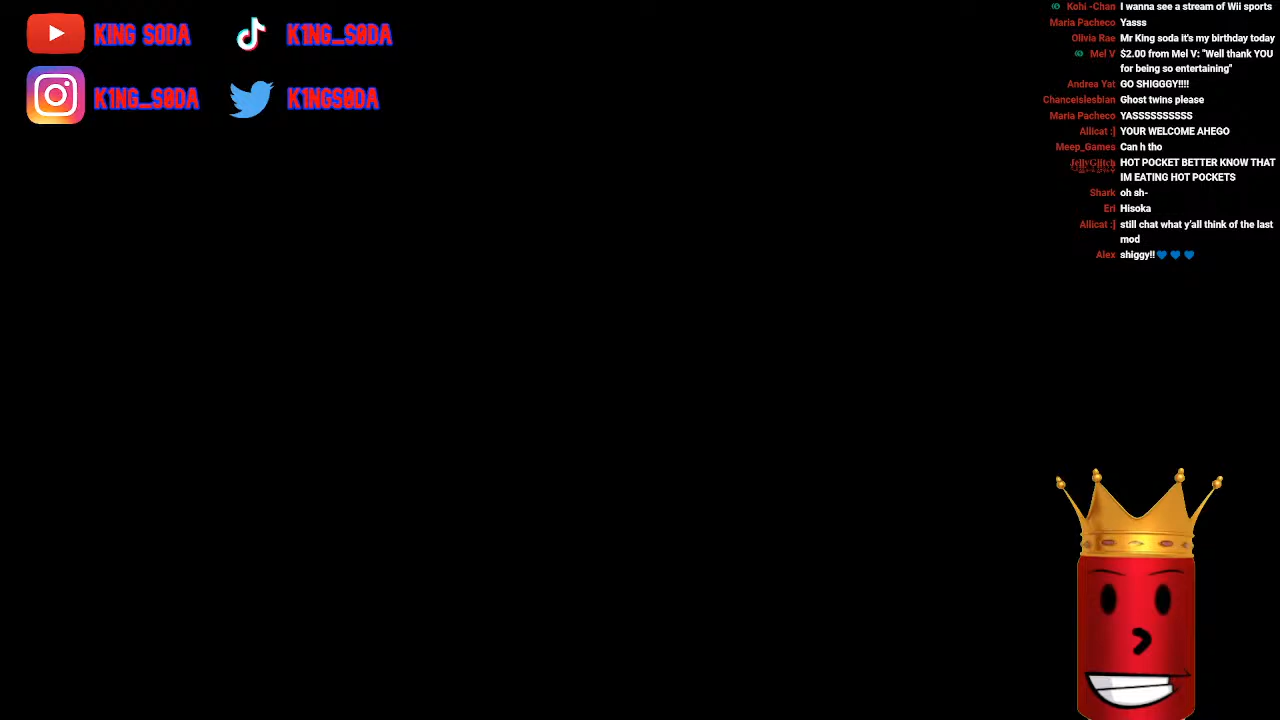 KING SODA
K1NG_S0DA
K1NG_S0DA
K1NGS0DA
Kohi -Chan I wanna see a stream of Wii sports
Maria Pacheco Yasss
Olivia Rae Mr King soda it's my birthday today
Mel V $2.00 from Mel V: "Well thank YOU
for being so entertaining"
Andrea Yat GO SHIGGGY!!!!
Chanceislesbian Ghost twins please
Maria Pacheco YASSSSSSSSSS
Allicat :] YOUR WELCOME AHEGO
Meep_Games Can h tho
JellyGlitch HOT POCKET BETTER KNOW THAT
IM EATING HOT POCKETS
Shark oh sh-
Eri Hisoka
Allicat :] still chat what y'all think of the last
mod
Alex shiggy!!💙💙💙